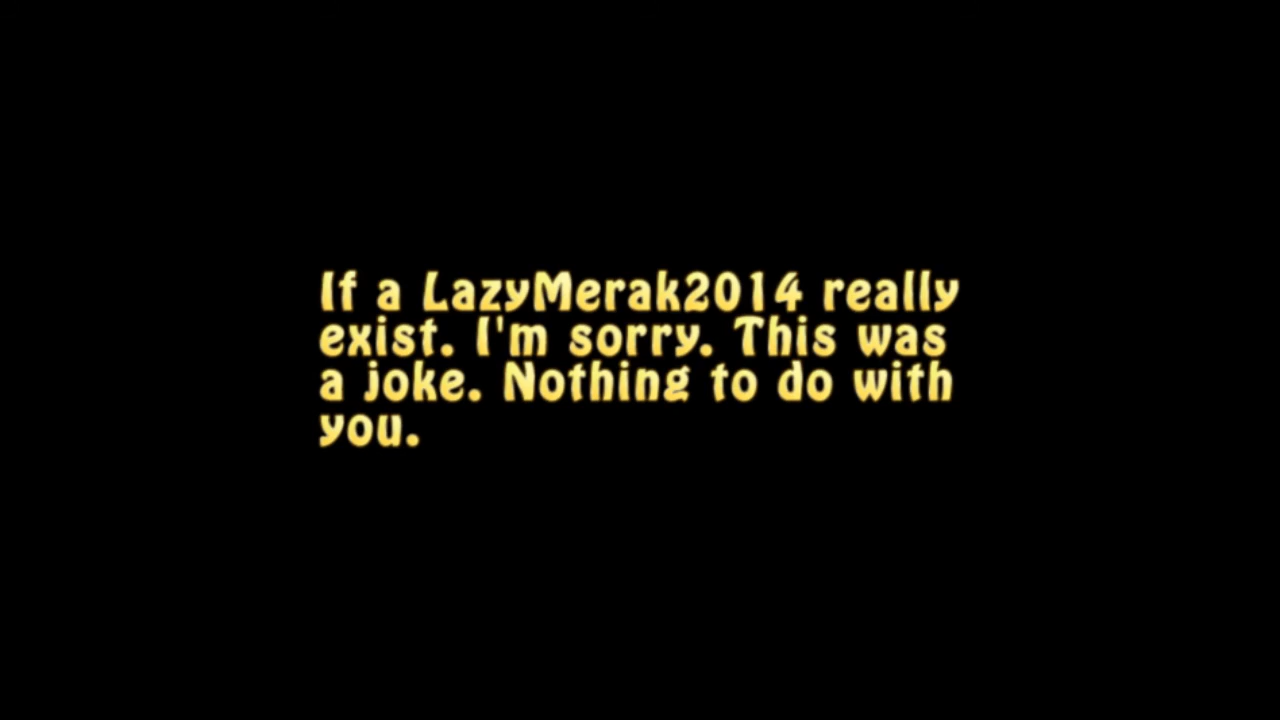 If a LazyMerak2014 really
exist. I'm sorry. This was
a joke. Nothing to do with
you.